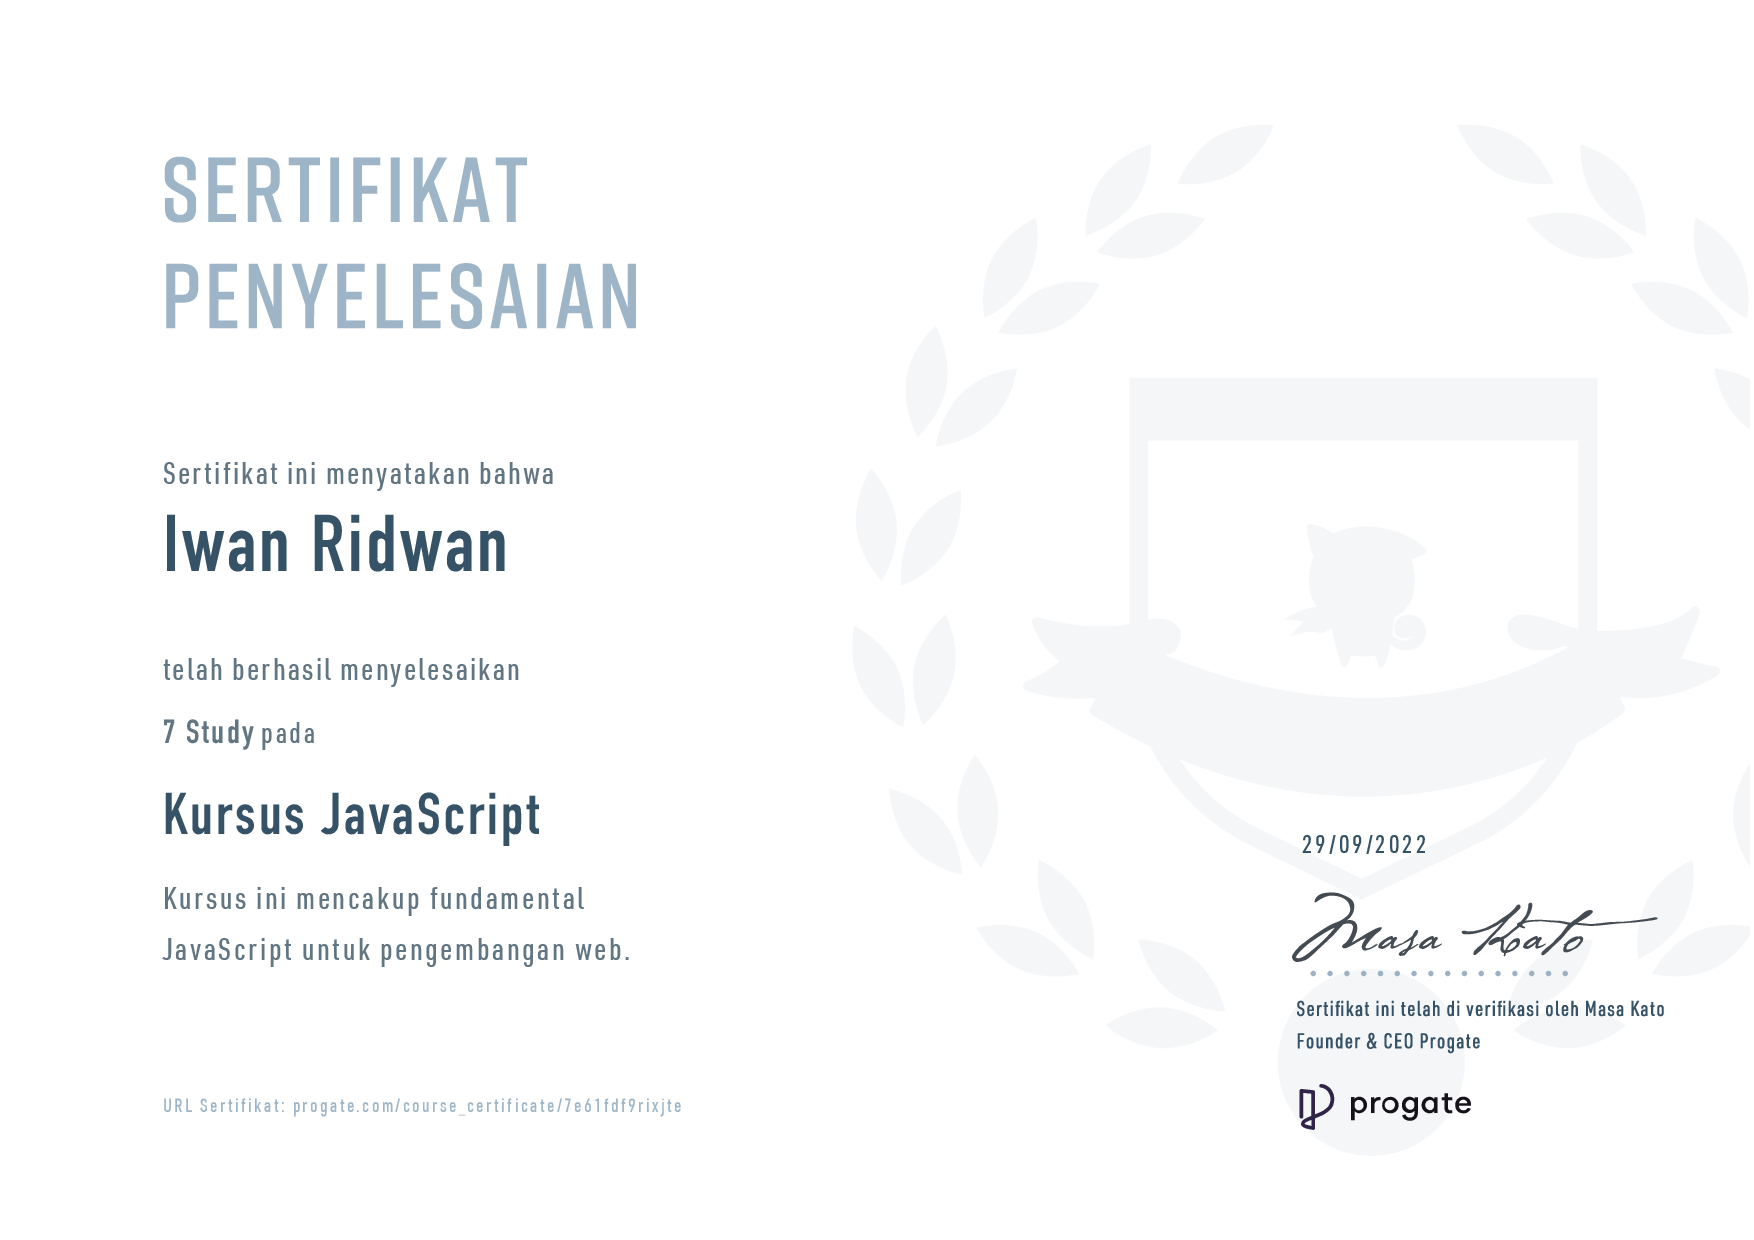 SERTIFIKAT
PENYELESAIAN
Sertifikat ini menyatakan bahwa
Iwan Ridwan
telah berhasil menyelesaikan
7 Study pada
Kursus JavaScript
Kursus ini mencakup fundamental
JavaScript untuk pengembangan web.
29/09/2022
Masa Kato
Sertifikat ini telah di verifikasi oleh Masa Kato
Founder & CEO Progate
progate
URL Sertifikat: progate.com/course_certificate/7e61fdf9rixjte